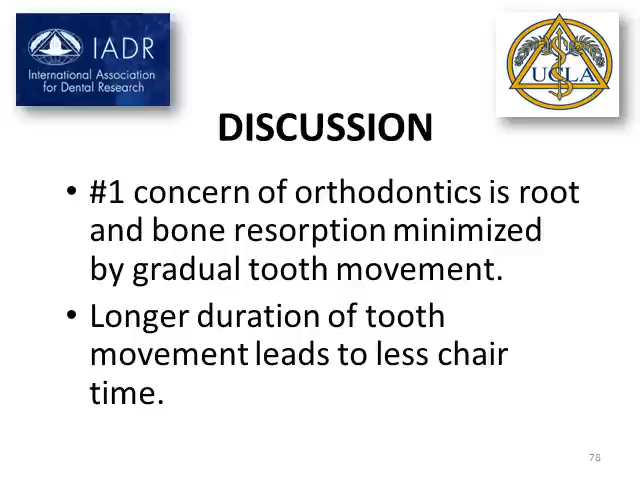 IADR
International Association
for Dental Research
UCLA
DISCUSSION
• #1 concern of orthodontics is root
and bone resorption minimized
by gradual tooth movement.
• Longer duration of tooth
movement leads to less chair
time.
78